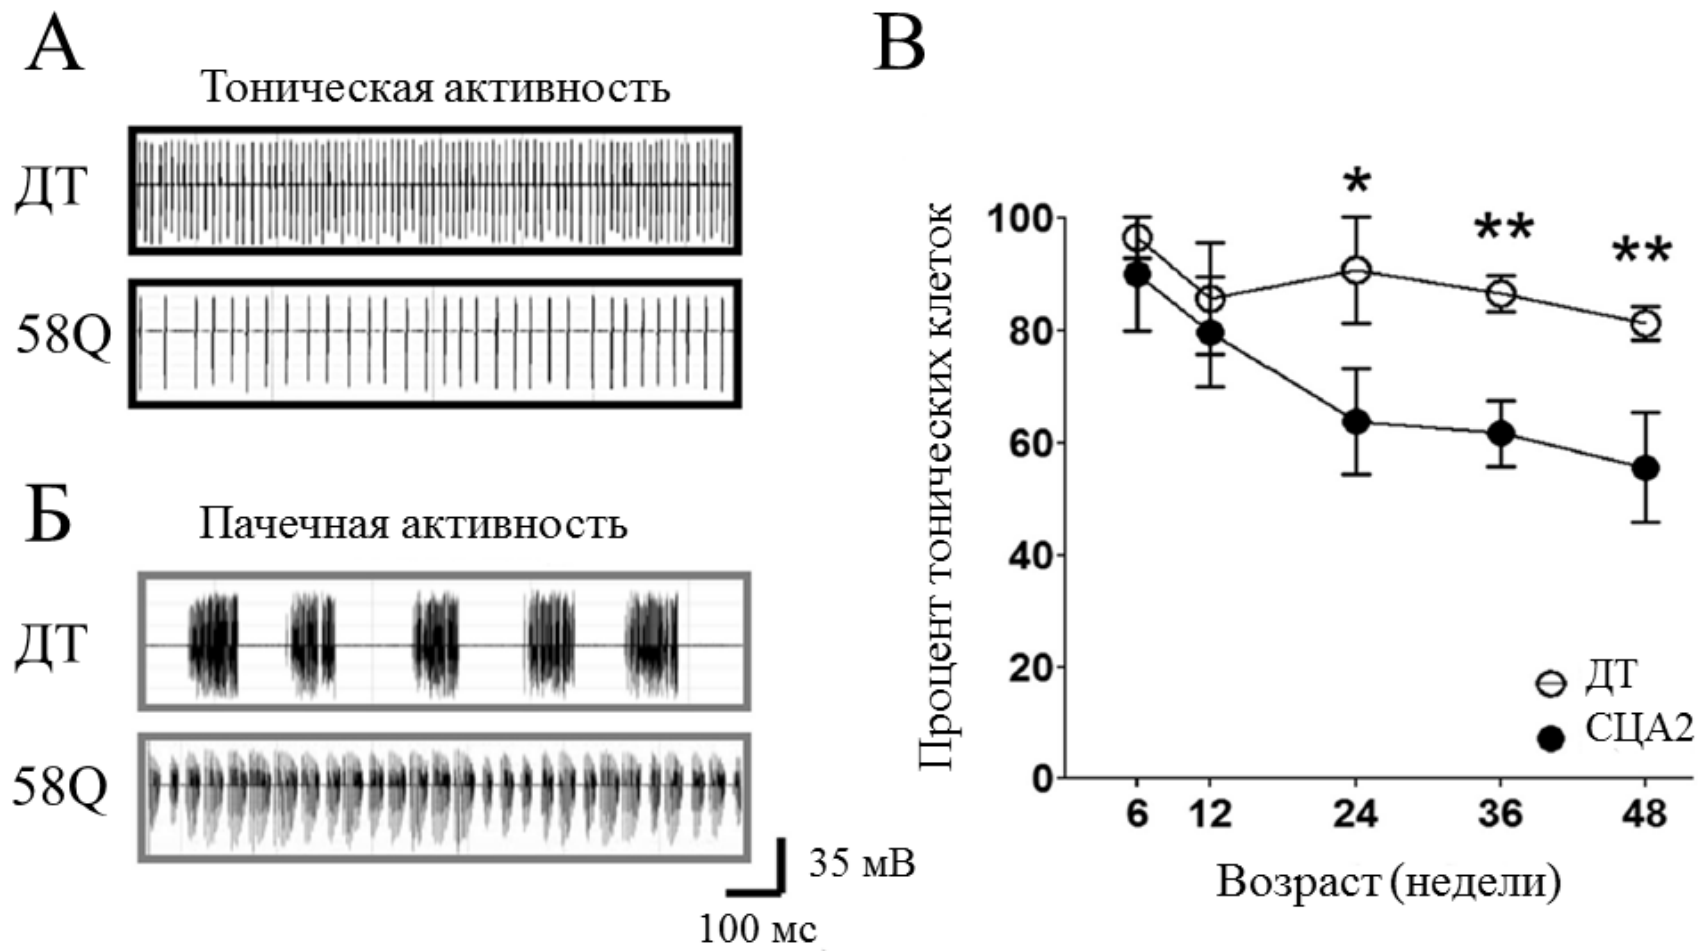 А
Тоническая активность
ДТ
58Q
Б
Пачечная активность
ДТ
58Q
35 мВ
100 мс
В
Процент тонических клеток
100
80
60
40
20
0
* ** **
ДТ
СЦА2
6 12 24 36 48
Возраст (недели)